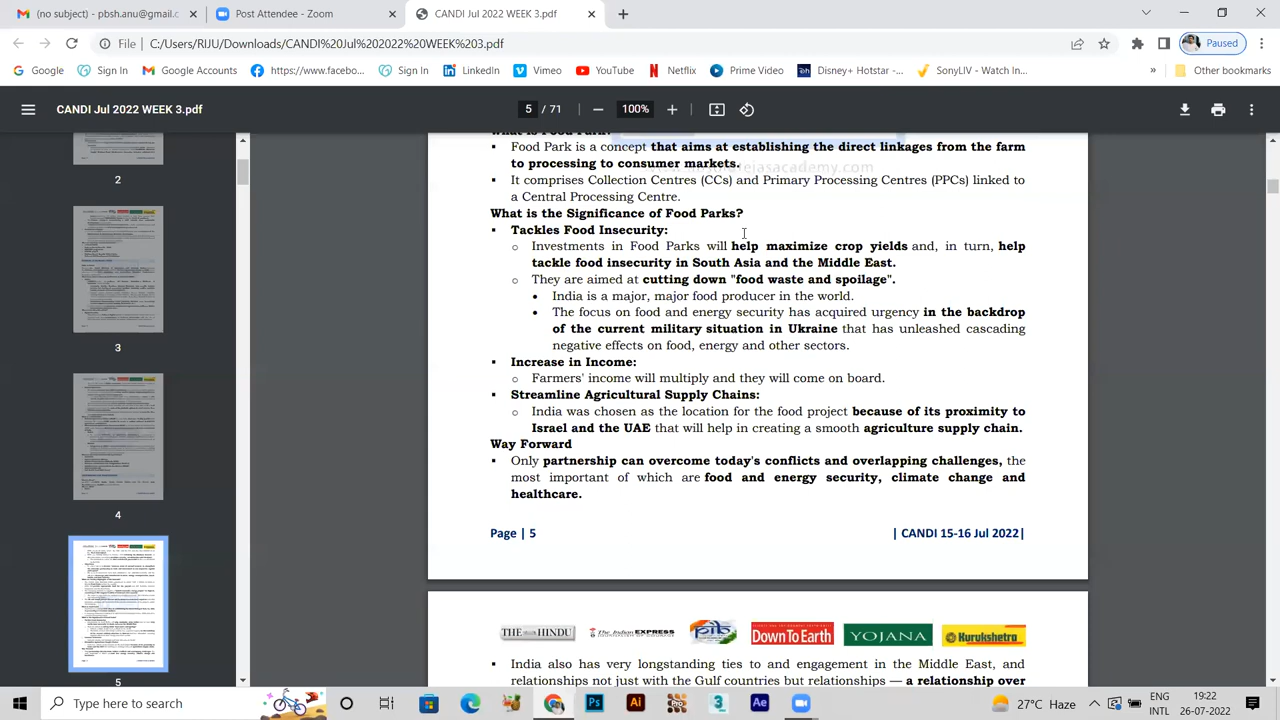 (no subject) - pbsh.anu@gmail.c
Post Attendee - Zoom
CANDI Jul 2022 WEEK 3.pdf
File
C:/Users/RIJU/Downloads/CANDI%20Jul%202022%20WEEK%203.pdf
Paused
Google
Sign In
Google Accounts
https://www.facebo...
Sign In
LinkedIn
Vimeo
YouTube
Netflix
Prime Video
Disney+ Hotstar -...
SonyLIV - Watch In...
»
Other bookmarks
CANDI Jul 2022 WEEK 3.pdf
5 / 71
100%
2
3
4
5
What is Food Park?
▪ Food Park is a concept that aims at establishing the direct linkages from the farm
to processing to consumer markets.
▪ It comprises Collection Centres (CCs) and Primary Processing Centres (PPCs) linked to
a Central Processing Centre.
What is the Significance of Food Parks?
▪ Tackles Food Insecurity:
o Investments in Food Parks will help maximize crop yields and, in turn, help
tackle food insecurity in South Asia and the Middle East.
o They are aimed at cutting down "food waste and spoilage".
• India is a major, major food producer in the world.
• The focus on food and energy security has acquired urgency in the backdrop
of the current military situation in Ukraine that has unleashed cascading
negative effects on food, energy and other sectors.
▪ Increase in Income:
o Farmers' income will multiply and they will come on board.
▪ Streamline Agricultural Supply Chains:
o India was chosen as the location for the food project because of its proximity to
Israel and the UAE that will help in creating a smooth agriculture supply chain.
Way Forward
▪ Only partnership can overcome today's conflicts and overlapping challenges, the
most important of which are food and energy security, climate change and
healthcare.
Page | 5
| CANDI 15-16 Jul 2022|
THE HINDU
The Indian EXPRESS
Down To Earth
YOJANA
Kurukshetra
▪ India also has very longstanding ties to and engagement in the Middle East, and
relationships not just with the Gulf countries but relationships — a relationship over
Type here to search
27°C Haze
ENG
INTL
19:22
26-07-2022